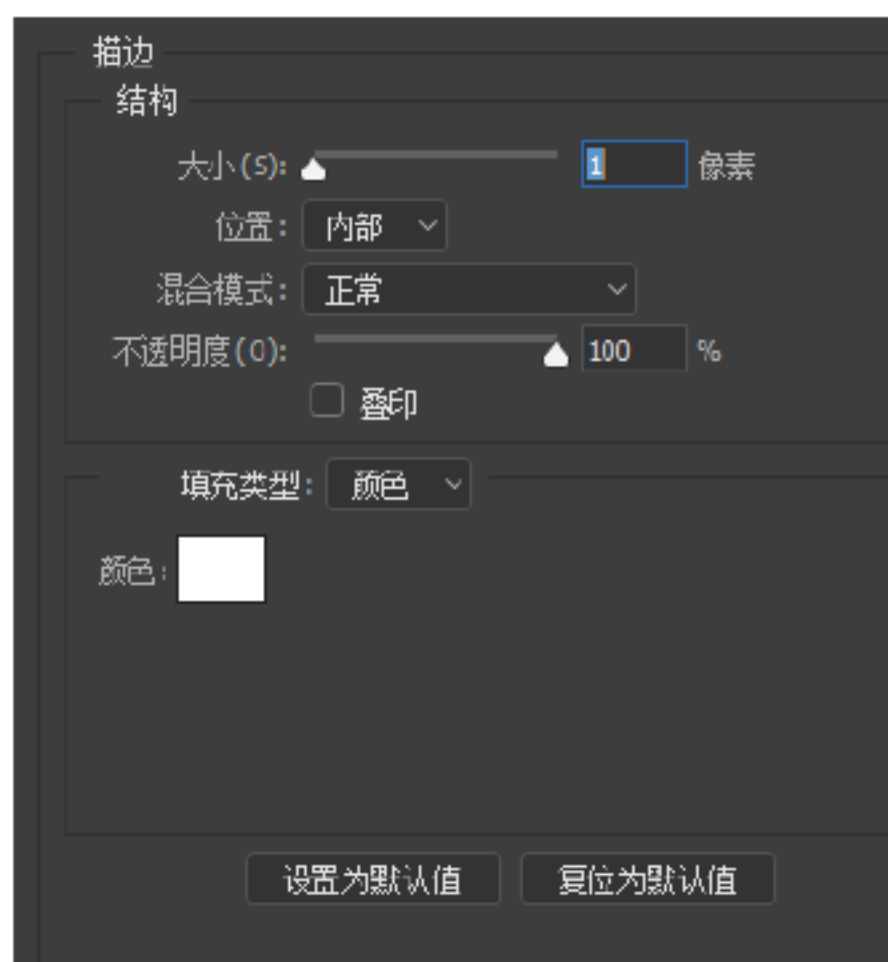 描边
结构
大小(S): 1 像素
位置: 内部
混合模式: 正常
不透明度(O): 100 %
叠印
填充类型: 颜色
颜色:
设置为默认值 复位为默认值